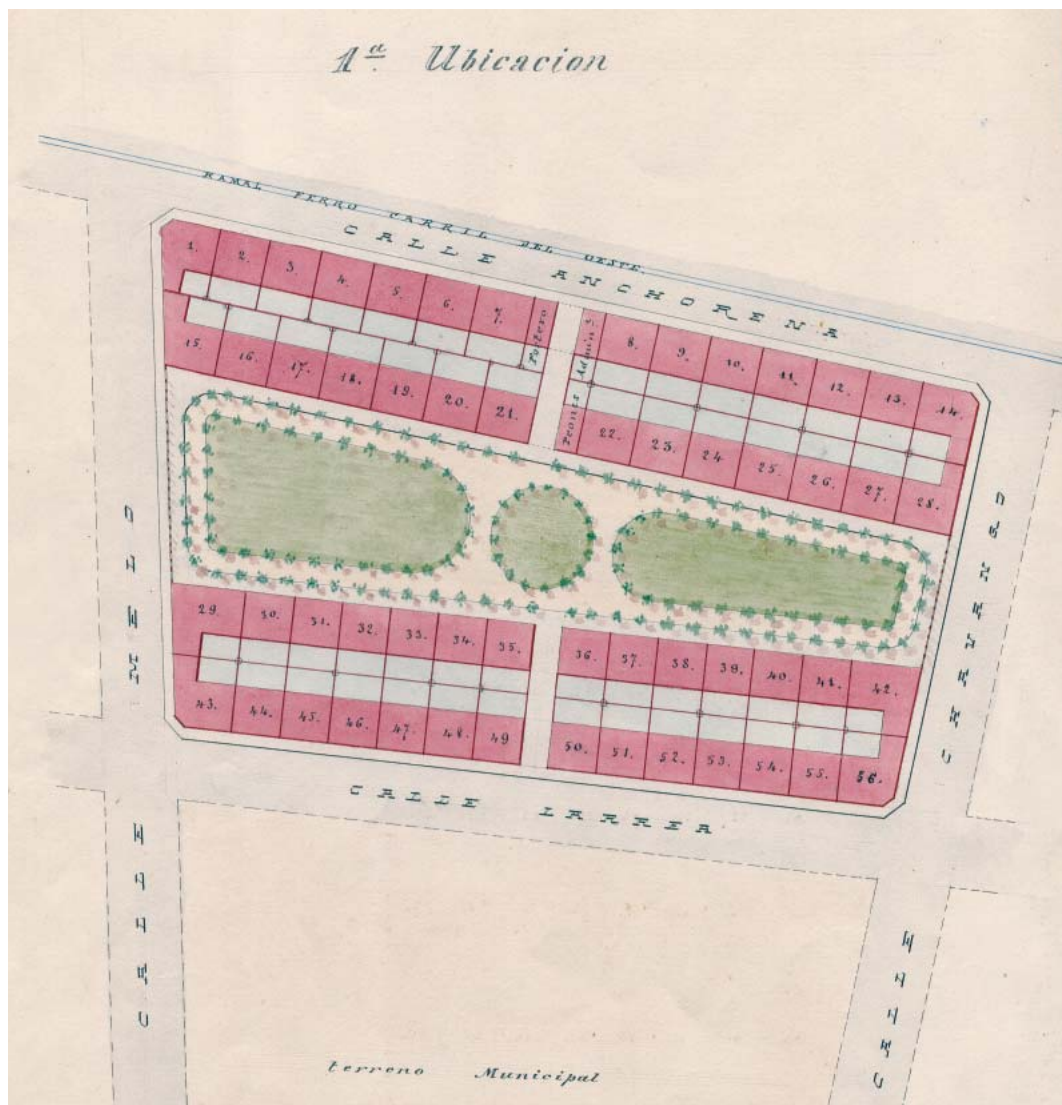 1ª Ubicacion
RAMAL FERRO CARRIL DEL OESTE
CALLE ANCHORENA
1. 2. 3. 4. 5. 6. 7. Portero
Peones Admin.
8. 9. 10. 11. 12. 13. 14.
15. 16. 17. 18. 19. 20. 21.
22. 23. 24 25. 26. 27. 28.
29. 30. 31. 32. 33. 34. 35.
36. 37. 38. 39. 40. 41. 42.
43. 44. 45. 46. 47. 48. 49
50. 51. 52. 53. 54. 55. 56.
CALLE MELO
CALLE LARREA
CALLE
terreno Municipal